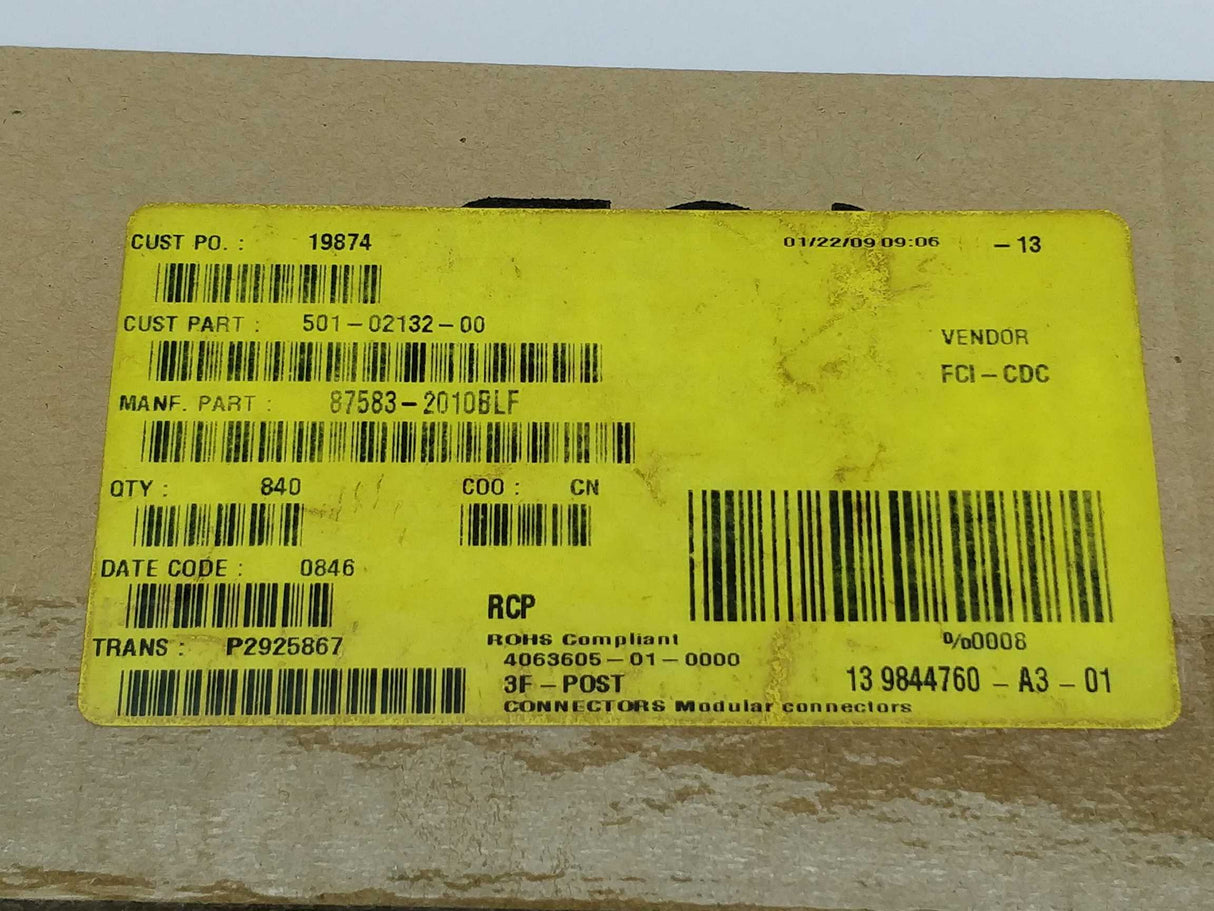 CUST PO. : 19874
01/22/09 09:06 - 13
CUST PART : 501-02132-00
VENDOR
FCI-CDC
MANF. PART : 87583-2010BLF
QTY : 840
COO : CN
DATE CODE : 0846
RCP
ROHS Compliant
%0008
TRANS : P2925867
4063605-01-0000
3F-POST
13 9844760 - A3 - 01
CONNECTORS Modular connectors